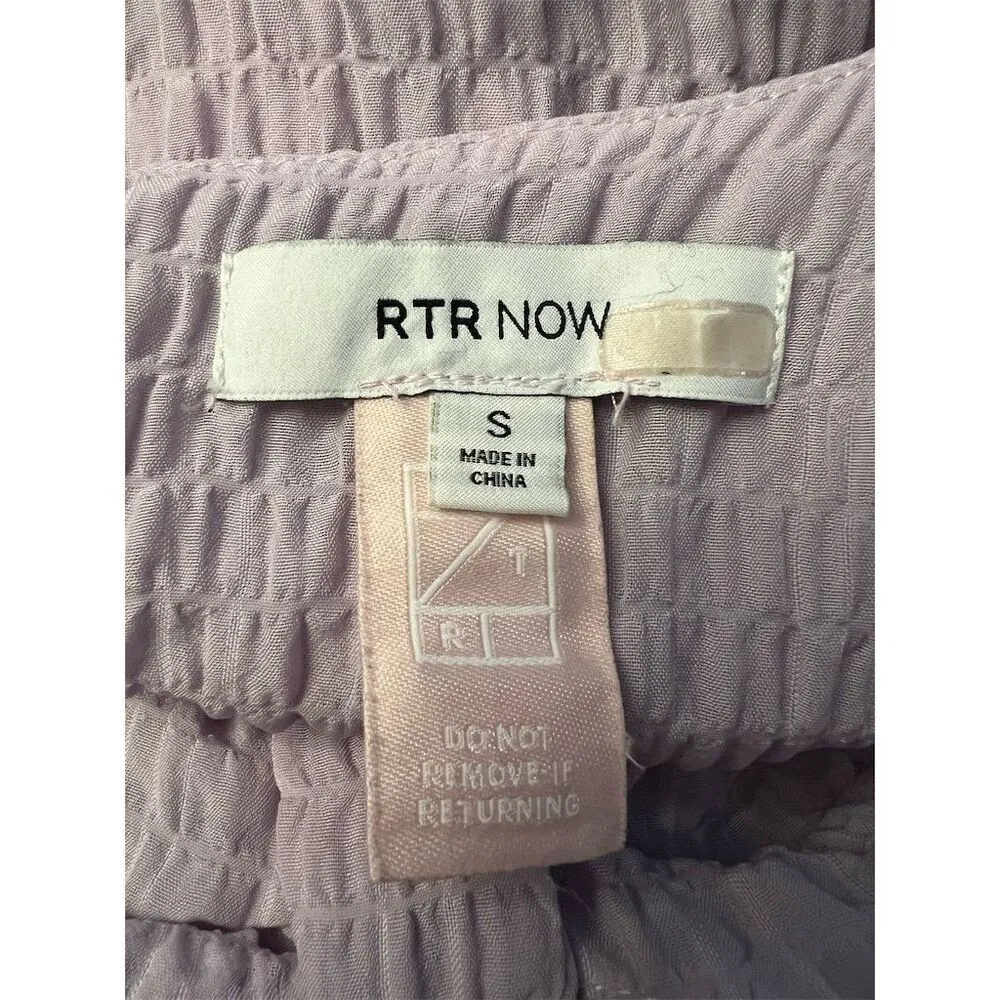 RTR NOW
S
MADE IN
CHINA
T
R
DO NOT
REMOVE IF
RETURNING